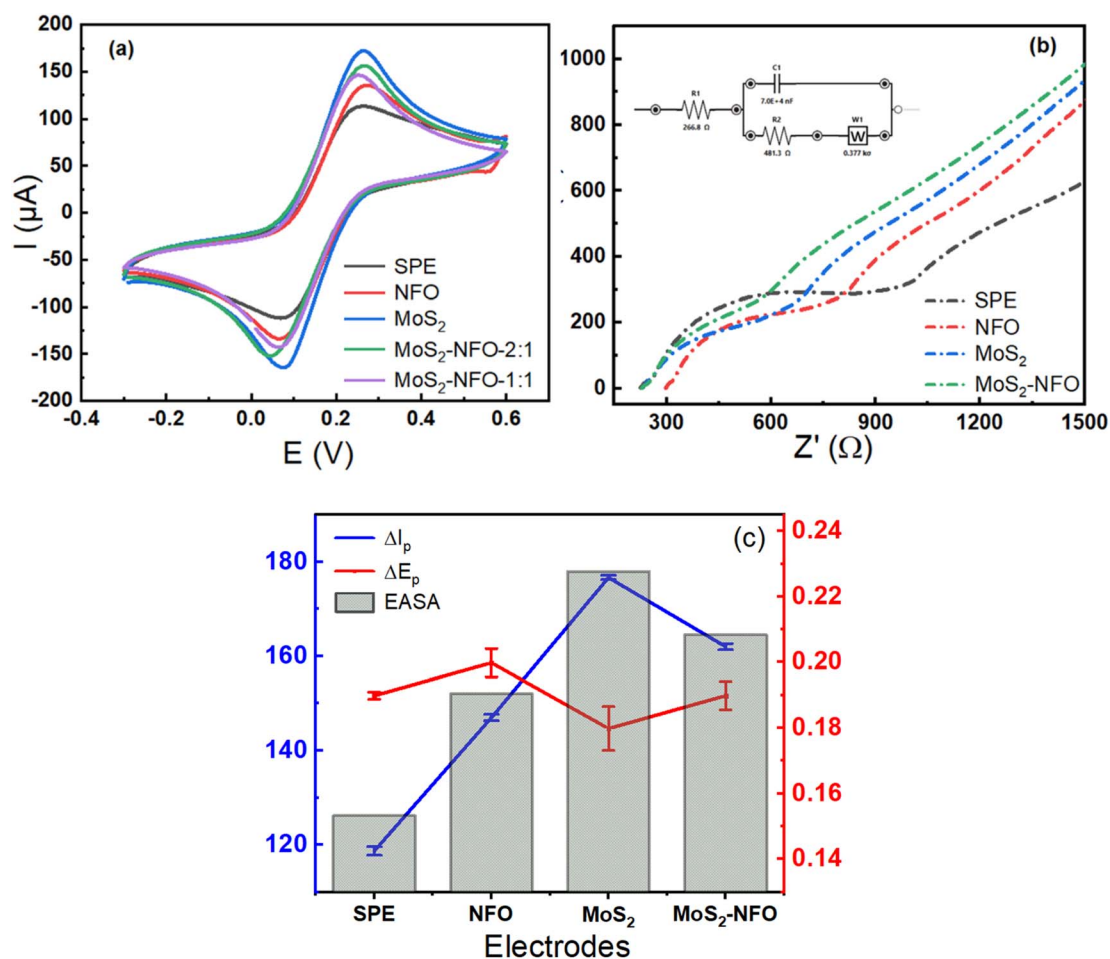 (a)
I (µA)
200
150
100
50
0
-50
-100
-150
-200
-0.4
-0.2
0.0
0.2
0.4
0.6
E (V)
SPE
NFO
MoS₂
MoS₂-NFO-2:1
MoS₂-NFO-1:1
(b)
1000
800
600
400
200
0
300
600
900
1200
1500
Z' (Ω)
C1
7.0E+4 nF
R1
266.8 Ω
R2
481.3 Ω
W1
W
0.377 kσ
SPE
NFO
MoS₂
MoS₂-NFO
(c)
ΔIₚ
ΔEₚ
EASA
180
160
140
120
0.24
0.22
0.20
0.18
0.16
0.14
SPE
NFO
MoS₂
MoS₂-NFO
Electrodes